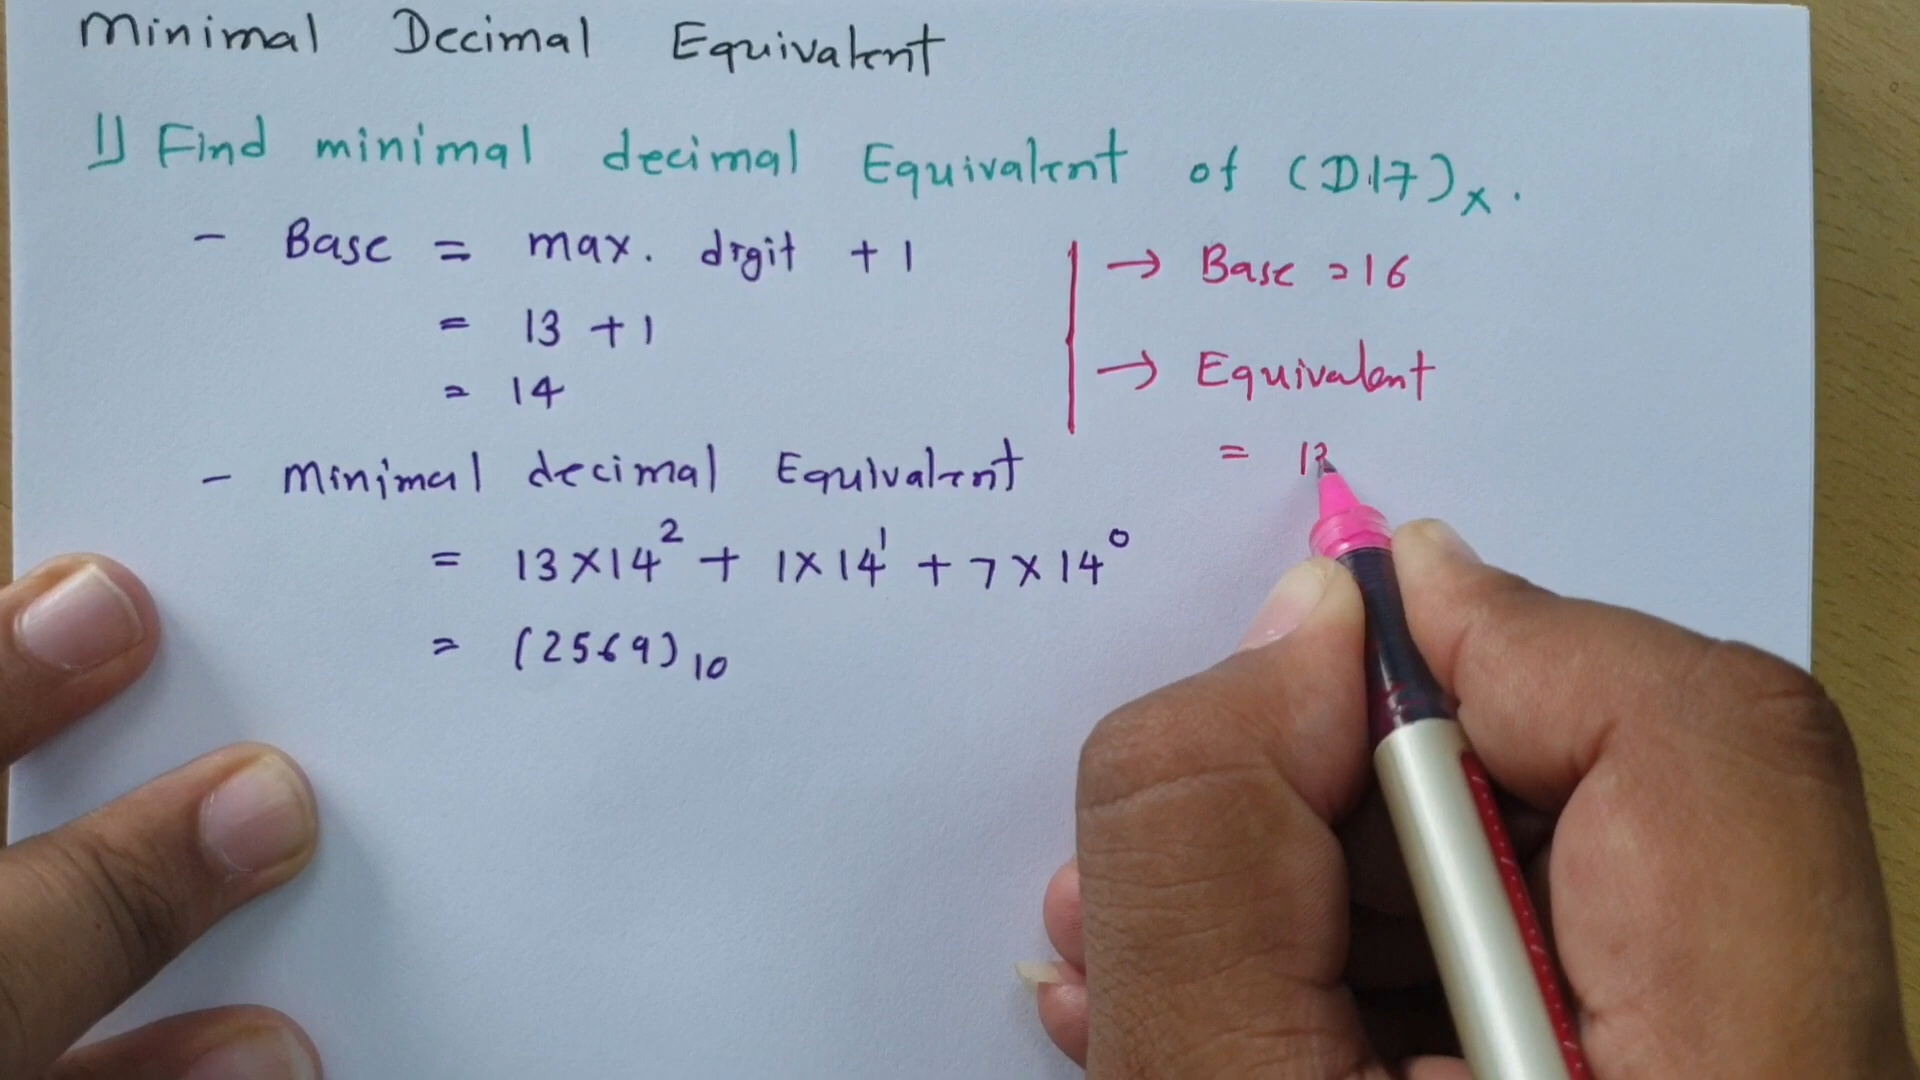 Minimal Decimal Equivalent
1) Find minimal decimal Equivalent of (D17)x.
- Base = max. digit + 1
= 13 + 1
= 14
- Minimal decimal Equivalent
= 13 × 14² + 1 × 14¹ + 7 × 14⁰
= (2569)₁₀
→ Base = 16
→ Equivalent
= 13